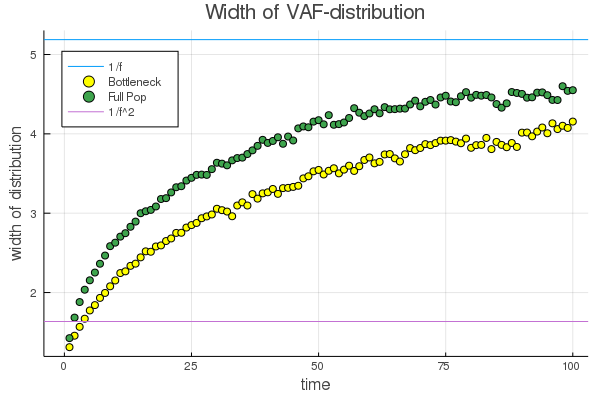 Width of VAF-distribution
5
4
3
2
width of distribution
1/f
Bottleneck
Full Pop
1/f^2
0
25
50
75
100
time